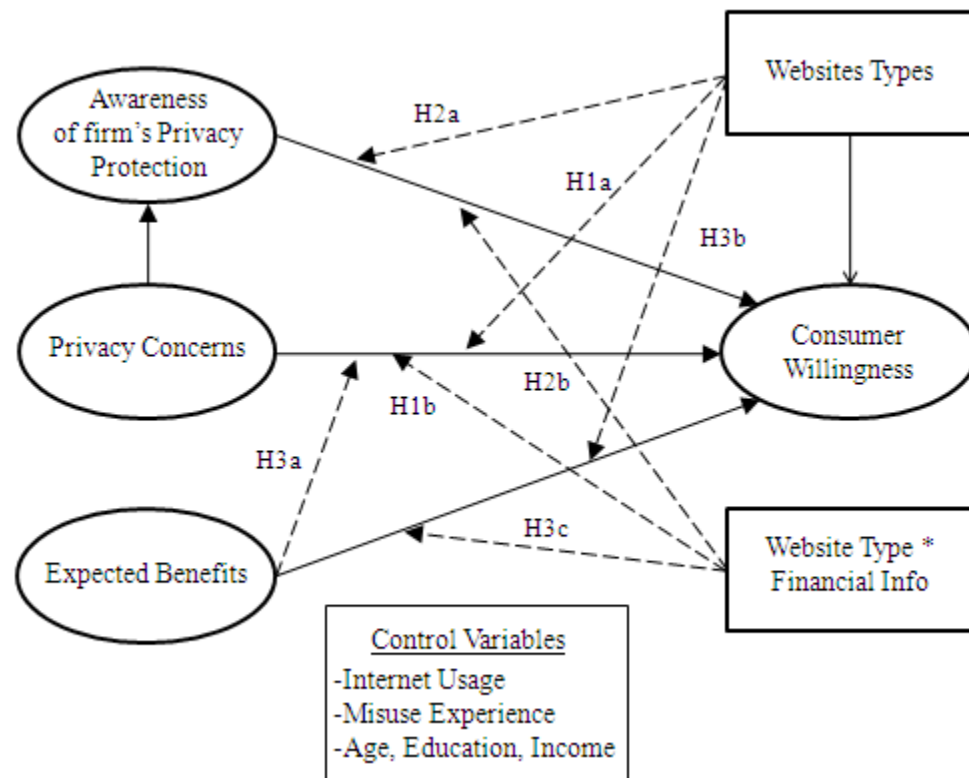 Websites Types
Awareness
of firm's Privacy
Protection
H2a
H1a
H3b
Privacy Concerns
Consumer
Willingness
H2b
H1b
H3a
H3c
Expected Benefits
Website Type *
Financial Info
Control Variables
-Internet Usage
-Misuse Experience
-Age, Education, Income